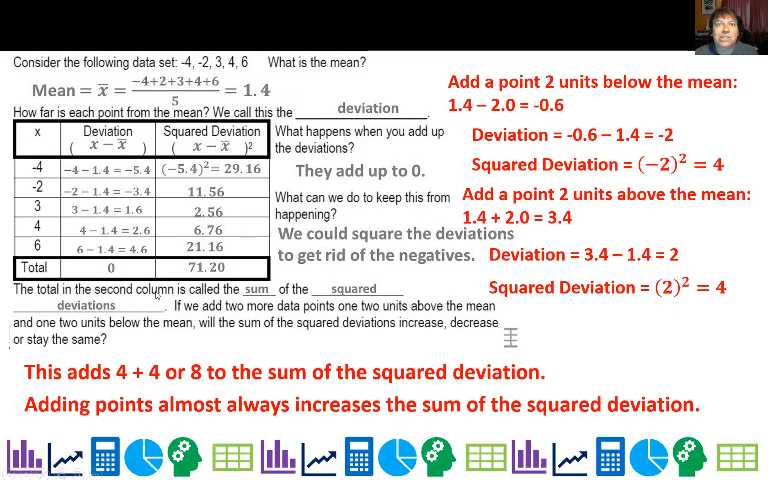 Consider the following data set: -4, -2, 3, 4, 6 What is the mean?
Mean = x̅ = (−4+2+3+4+6)/5 = 1.4
How far is each point from the mean? We call this the deviation.
x Deviation ( x − x̅ ) Squared Deviation ( x − x̅ )²
-4 −4 − 1.4 = −5.4 (−5.4)² = 29.16
-2 −2 − 1.4 = −3.4 11.56
3 3 − 1.4 = 1.6 2.56
4 4 − 1.4 = 2.6 6.76
6 6 − 1.4 = 4.6 21.16
Total 0 71.20
What happens when you add up
the deviations?
They add up to 0.
What can we do to keep this from
happening?
We could square the deviations
to get rid of the negatives.
Add a point 2 units below the mean:
1.4 – 2.0 = -0.6
Deviation = -0.6 – 1.4 = -2
Squared Deviation = (−2)² = 4
Add a point 2 units above the mean:
1.4 + 2.0 = 3.4
Deviation = 3.4 – 1.4 = 2
Squared Deviation = (2)² = 4
The total in the second column is called the sum of the squared
deviations. If we add two more data points one two units above the mean
and one two units below the mean, will the sum of the squared deviations increase, decrease
or stay the same?
This adds 4 + 4 or 8 to the sum of the squared deviation.
Adding points almost always increases the sum of the squared deviation.